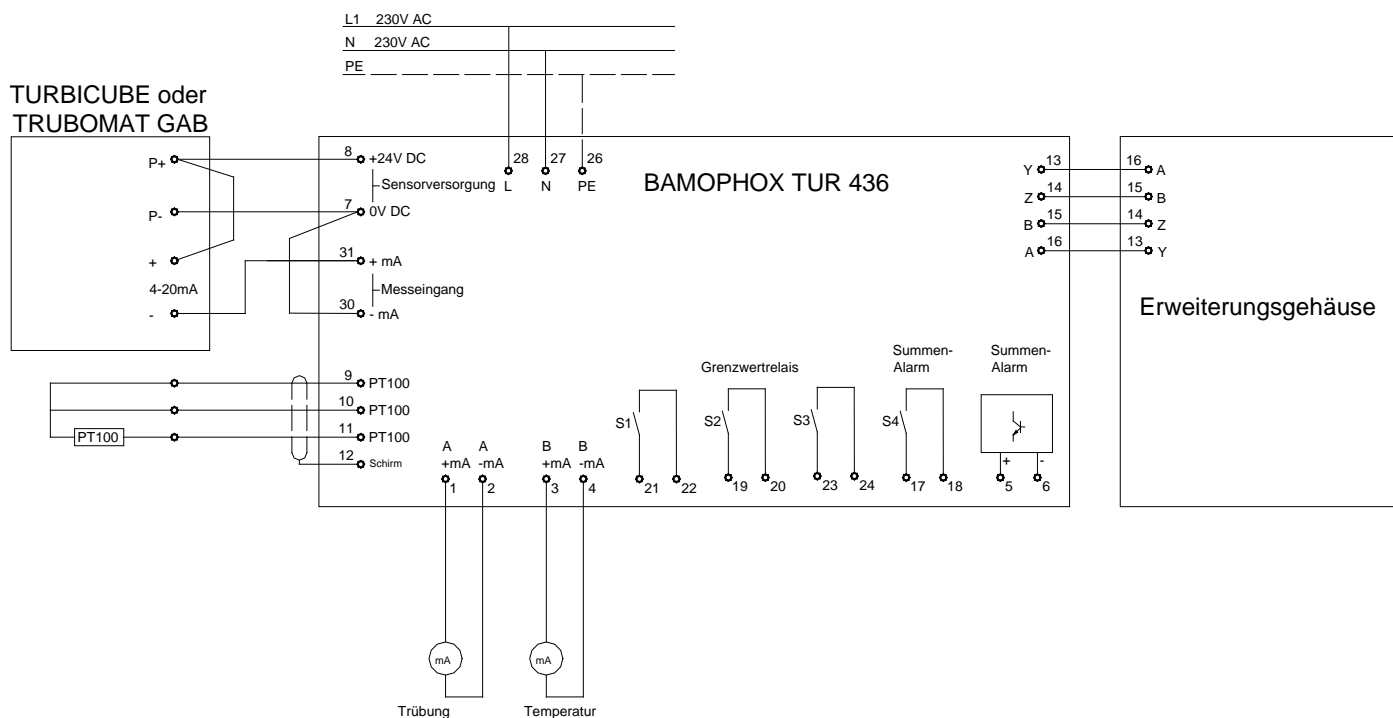 L1 230V AC
N 230V AC
PE
TURBICUBE oder
TRUBOMAT GAB
P+
P-
+
4-20mA
-
8 +24V DC
Sensorversorgung
7 0V DC
31 + mA
Messeingang
30 - mA
9 PT100
10 PT100
11 PT100
12 Schirm
PT100
28 27 26
L N PE
BAMOPHOX TUR 436
Y 13
Z 14
B 15
A 16
16 A
15 B
14 Z
13 Y
Erweiterungsgehäuse
Grenzwertrelais
Summen-
Alarm
Summen-
Alarm
S1 S2 S3 S4
+ -
A A B B
+mA -mA +mA -mA
1 2 3 4 21 22 19 20 23 24 17 18 5 6
mA mA
Trübung Temperatur